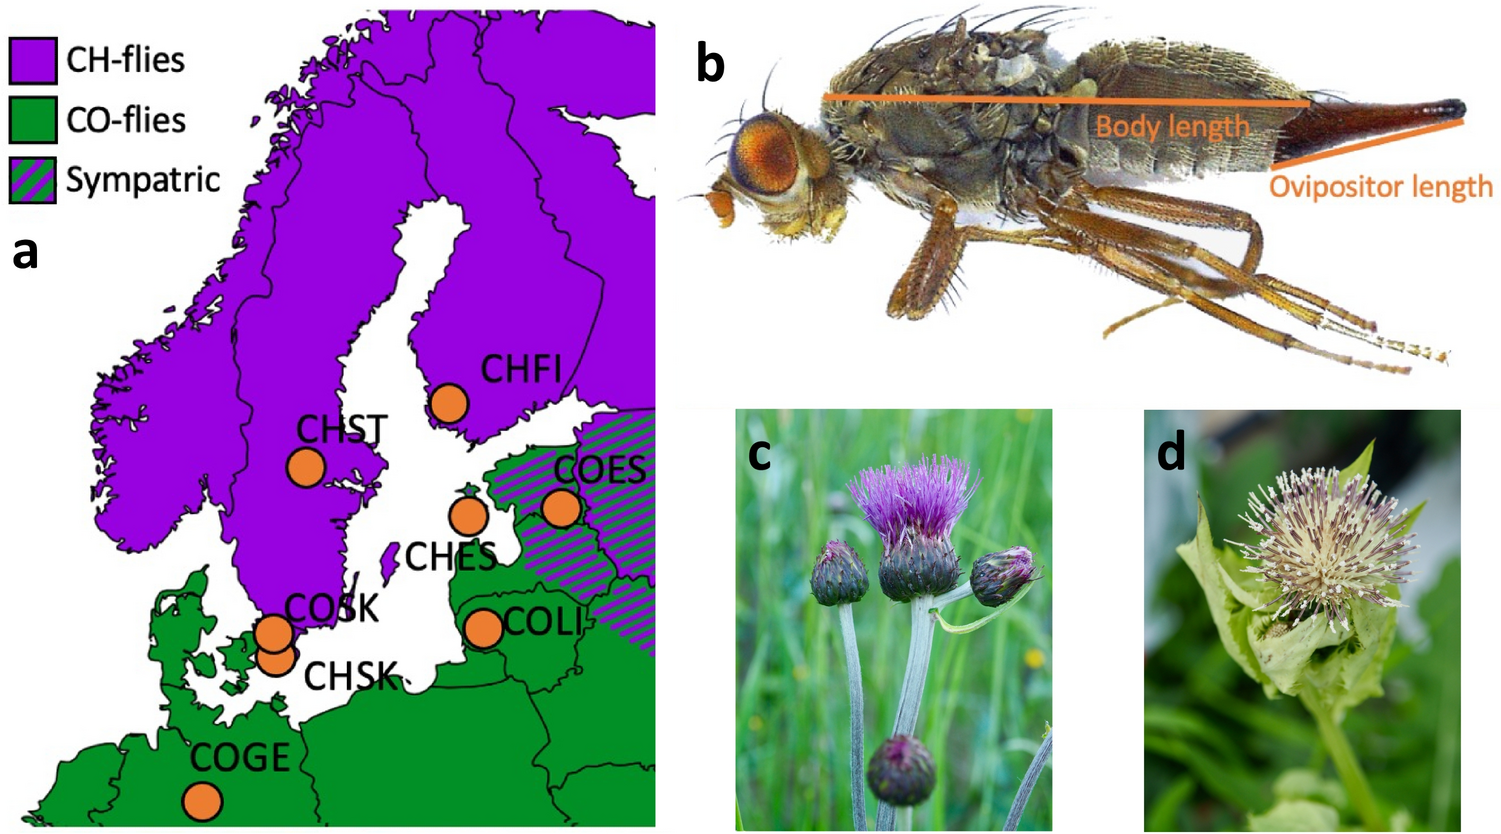 CH-flies
CO-flies
Sympatric
a
CHFI
CHST
COES
CHES
COSK
COLI
CHSK
COGE
b
Body length
Ovipositor length
c
d